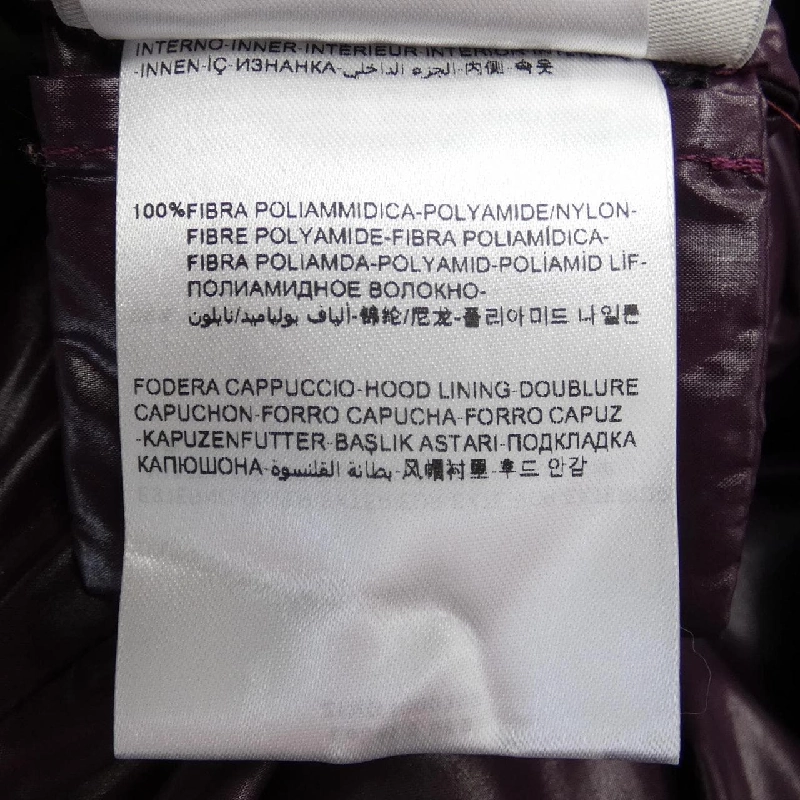 INTERNO-INNER-INTERIEUR-INTERIOR-INTERI
-INNEN-İÇ-ИЗНАНКА-الجزء الداخلي-内侧-속옷
100%FIBRA POLIAMMIDICA-POLYAMIDE/NYLON-
FIBRE POLYAMIDE-FIBRA POLIAMÍDICA-
FIBRA POLIAMDA-POLYAMID-POLİAMİD LİF-
ПОЛИАМИДНОЕ ВОЛОКНО-
ألياف بولياميد/نايلون-锦纶/尼龙-폴리아미드 나일론
FODERA CAPPUCCIO-HOOD LINING-DOUBLURE
CAPUCHON-FORRO CAPUCHA-FORRO CAPUZ
-KAPUZENFUTTER-BAŞLIK ASTARI-ПОДКЛАДКА
КАПЮШОНА-بطانة القلنسوة-风帽衬里-후드 안감